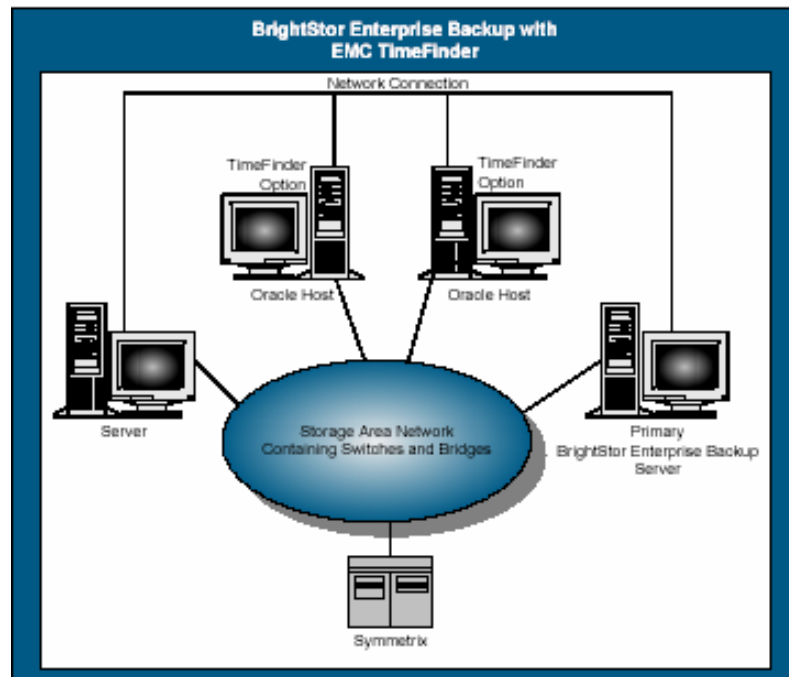 BrightStor Enterprise Backup with
EMC TimeFinder
Network Connection
TimeFinder
Option
TimeFinder
Option
Oracle Host
Oracle Host
Server
Storage Area Network
Containing Switches and Bridges
Primary
BrightStor Enterprise Backup
Server
Symmetrix